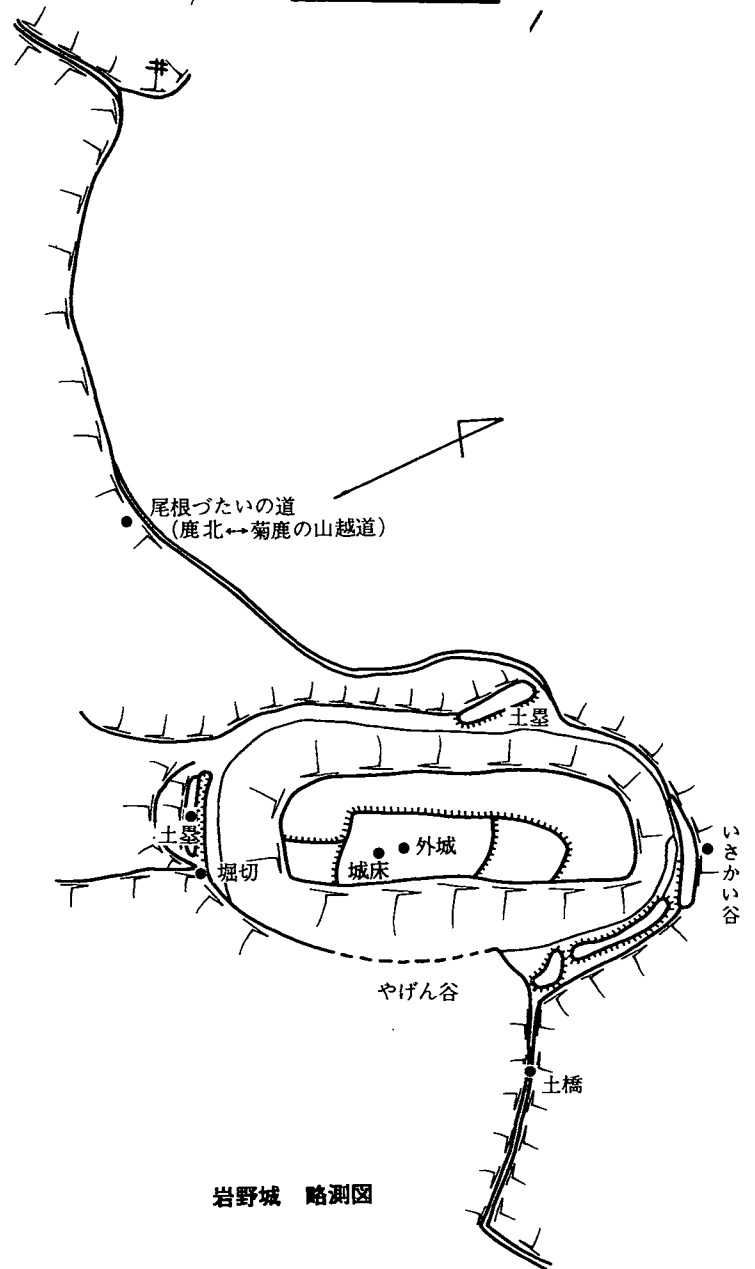 尾根づたいの道
(鹿北↔菊鹿の山越道)
土塁
土塁
堀切
城床
外城
いさかい谷
やげん谷
土橋
岩野城　略測図